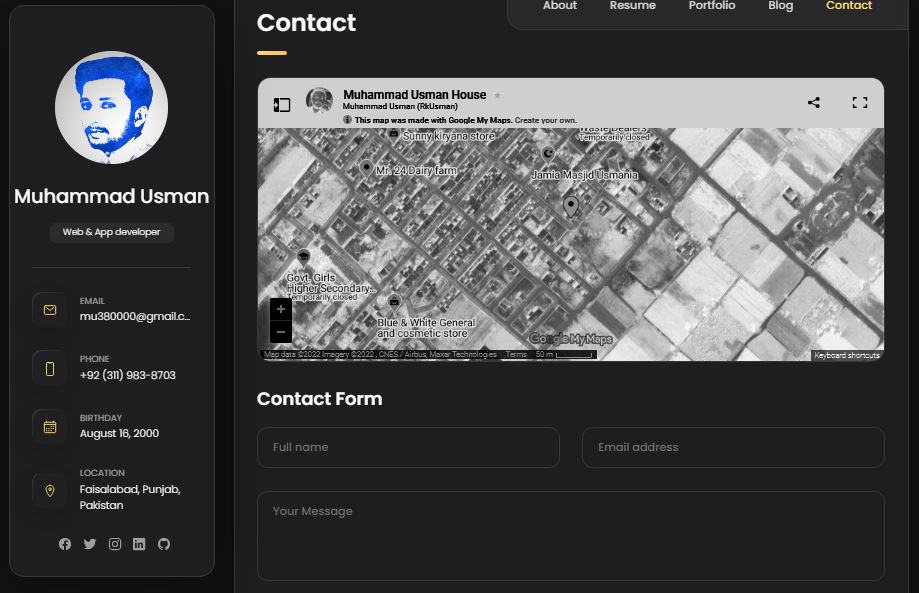 Muhammad Usman
Web & App developer
EMAIL
mu380000@gmail.c...
PHONE
+92 (311) 983-8703
BIRTHDAY
August 16, 2000
LOCATION
Faisalabad, Punjab,
Pakistan
About Resume Portfolio Blog Contact
Contact
Muhammad Usman House
Muhammad Usman (RkUsman)
This map was made with Google My Maps. Create your own.
Sunny kiryana store
Waste Dealers
Temporarily closed
Mr. 24 Dairy farm
Jamia Masjid Usmania
Govt. Girls
Higher Secondary...
Temporarily closed
Blue & White General
and cosmetic store
Google My Maps
Map data ©2022 Imagery ©2022 , CNES / Airbus, Maxar Technologies Terms 50 m
Keyboard shortcuts
Contact Form
Full name
Email address
Your Message